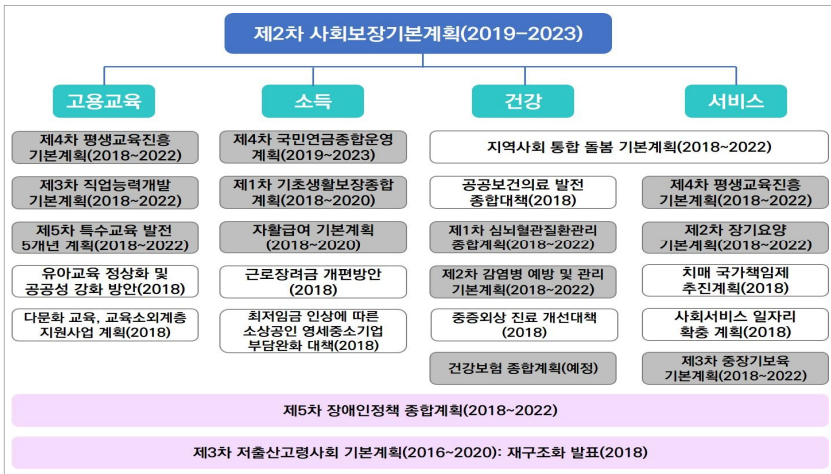 제2차 사회보장기본계획(2019-2023)
고용교육
제4차 평생교육진흥
기본계획(2018~2022)
제3차 직업능력개발
기본계획(2018~2022)
제5차 특수교육 발전
5개년 계획(2018~2022)
유아교육 정상화 및
공공성 강화 방안(2018)
다문화 교육, 교육소외계층
지원사업 계획(2018)
소득
제4차 국민연금종합운영
계획(2019~2023)
제1차 기초생활보장종합
계획(2018~2020)
자활급여 기본계획
(2018~2020)
근로장려금 개편방안
(2018)
최저임금 인상에 따른
소상공인 영세중소기업
부담완화 대책(2018)
건강
서비스
지역사회 통합 돌봄 기본계획(2018~2022)
공공보건의료 발전
종합대책(2018)
제1차 심뇌혈관질환관리
종합계획(2018~2022)
제2차 감염병 예방 및 관리
기본계획(2018~2022)
중증외상 진료 개선대책
(2018)
건강보험 종합계획(예정)
제4차 평생교육진흥
기본계획(2018~2022)
제2차 장기요양
기본계획(2018~2022)
치매 국가책임제
추진계획(2018)
사회서비스 일자리
확충 계획(2018)
제3차 중장기보육
기본계획(2018~2022)
제5차 장애인정책 종합계획(2018~2022)
제3차 저출산고령사회 기본계획(2016~2020): 재구조화 발표(2018)